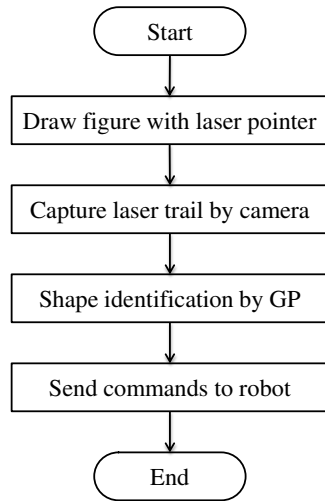 Start
Draw figure with laser pointer
Capture laser trail by camera
Shape identification by GP
Send commands to robot
End